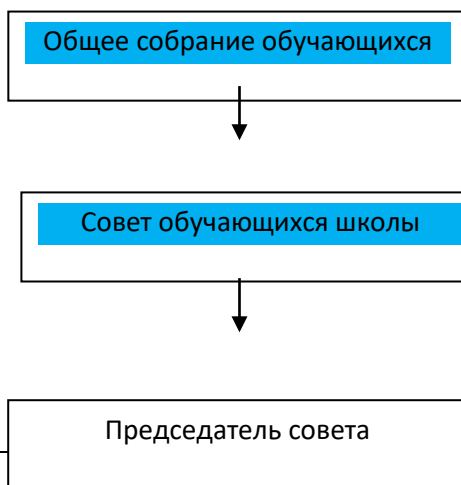 Общее собрание обучающихся
Совет обучающихся школы
Председатель совета